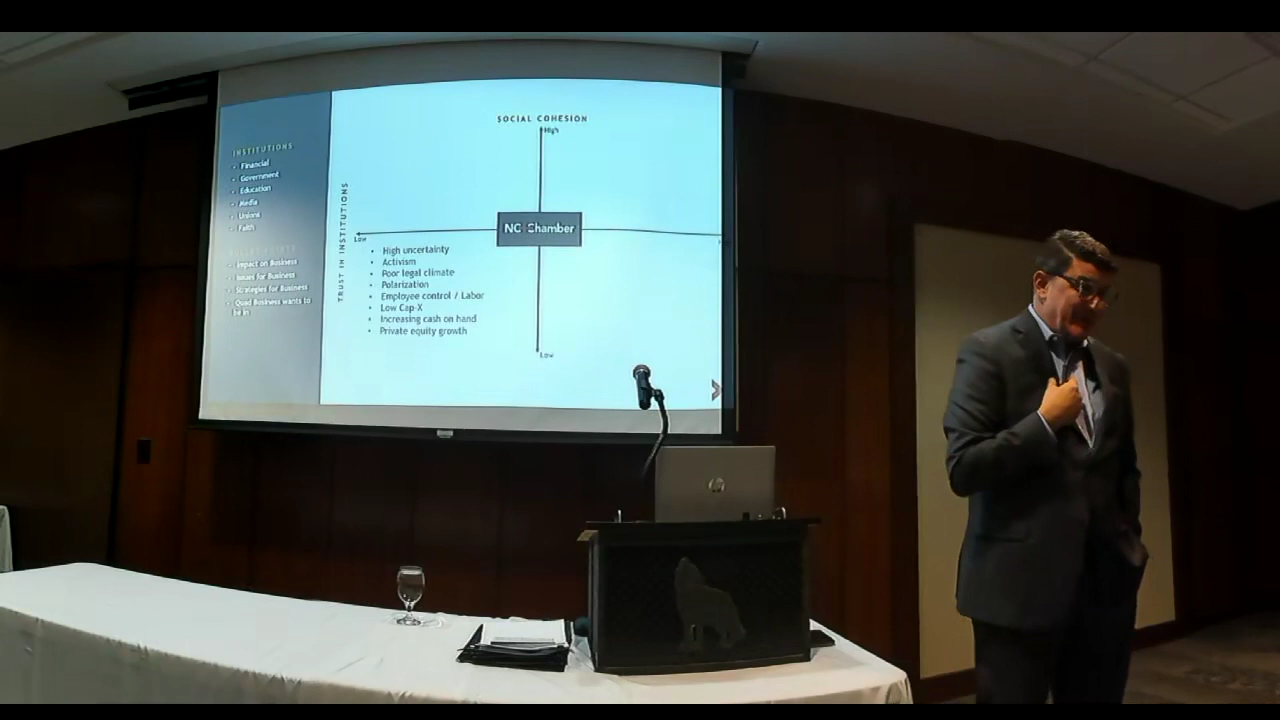 INSTITUTIONS
• Financial
• Government
• Education
• Media
• Unions
• Faith
• Impact on Business
• Issues for Business
• Strategies for Business
• Quad Business wants to
be in
TRUST IN INSTITUTIONS
SOCIAL COHESION
High
NC Chamber
Low
• High uncertainty
• Activism
• Poor legal climate
• Polarization
• Employee control / Labor
• Low Cap-X
• Increasing cash on hand
• Private equity growth
Low
hp